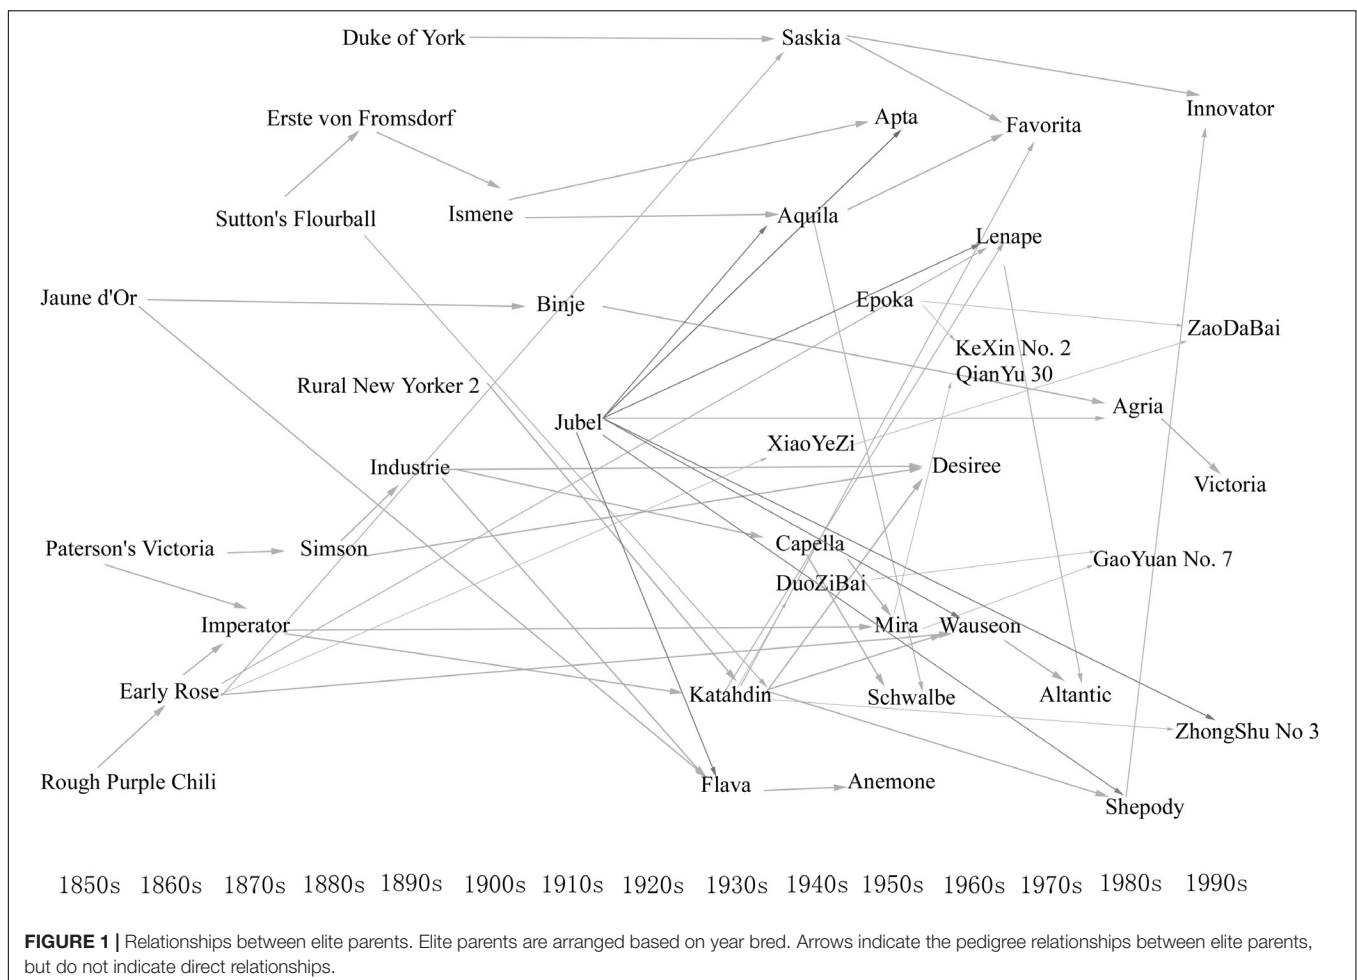 Duke of York
Saskia
Innovator
Erste von Fromsdorf
Apta
Favorita
Sutton's Flourball
Ismene
Aquila
Lenape
Jaune d'Or
Binje
Epoka
ZaoDaBai
KeXin No. 2
QianYu 30
Rural New Yorker 2
Jubel
Agria
XiaoYeZi
Industrie
Desiree
Victoria
Paterson's Victoria
Simson
Capella
GaoYuan No. 7
DuoZiBai
Imperator
Mira
Wauseon
Early Rose
Katahdin
Schwalbe
Altantic
ZhongShu No 3
Rough Purple Chili
Flava
Anemone
Shepody
1850s 1860s 1870s 1880s 1890s 1900s 1910s 1920s 1930s 1940s 1950s 1960s 1970s 1980s 1990s
FIGURE 1 | Relationships between elite parents. Elite parents are arranged based on year bred. Arrows indicate the pedigree relationships between elite parents,
but do not indicate direct relationships.